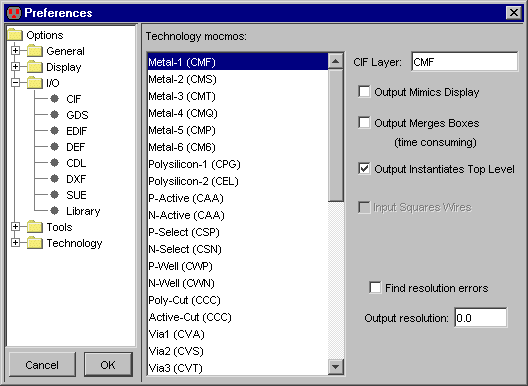 Preferences
Options
General
Display
I/O
CIF
GDS
EDIF
DEF
CDL
DXF
SUE
Library
Tools
Technology
Cancel
OK
Technology mocmos:
Metal-1 (CMF)
Metal-2 (CMS)
Metal-3 (CMT)
Metal-4 (CMQ)
Metal-5 (CMP)
Metal-6 (CM6)
Polysilicon-1 (CPG)
Polysilicon-2 (CEL)
P-Active (CAA)
N-Active (CAA)
P-Select (CSP)
N-Select (CSN)
P-Well (CWP)
N-Well (CWN)
Poly-Cut (CCC)
Active-Cut (CCC)
Via1 (CVA)
Via2 (CVS)
Via3 (CVT)
CIF Layer: CMF
Output Mimics Display
Output Merges Boxes
(time consuming)
Output Instantiates Top Level
Input Squares Wires
Find resolution errors
Output resolution: 0.0